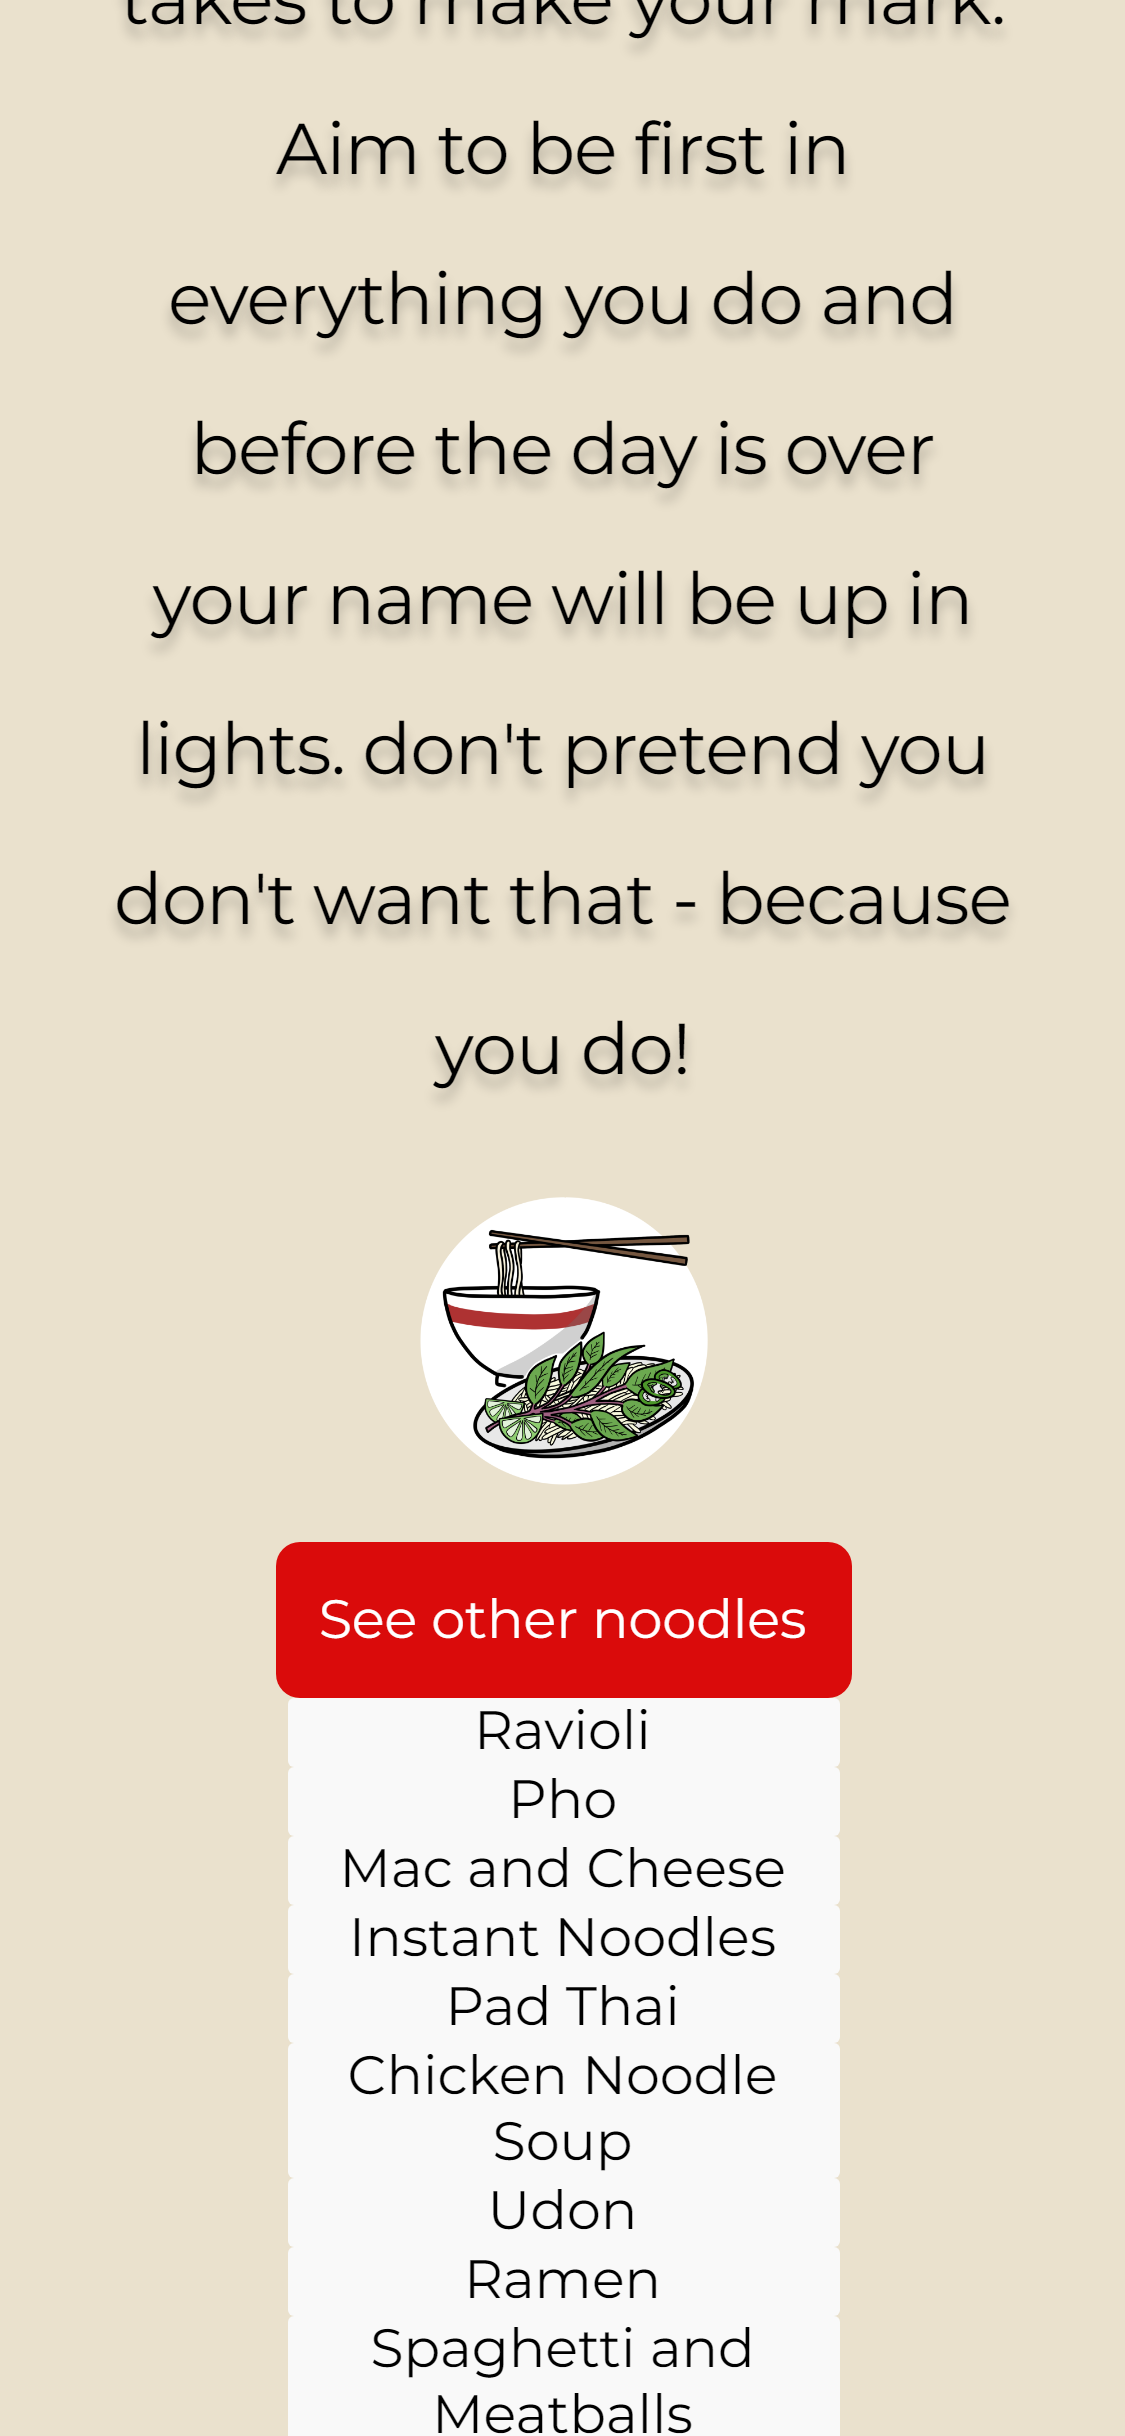 takes to make your mark.
Aim to be first in
everything you do and
before the day is over
your name will be up in
lights. don't pretend you
don't want that - because
you do!
See other noodles
Ravioli
Pho
Mac and Cheese
Instant Noodles
Pad Thai
Chicken Noodle
Soup
Udon
Ramen
Spaghetti and
Meatballs